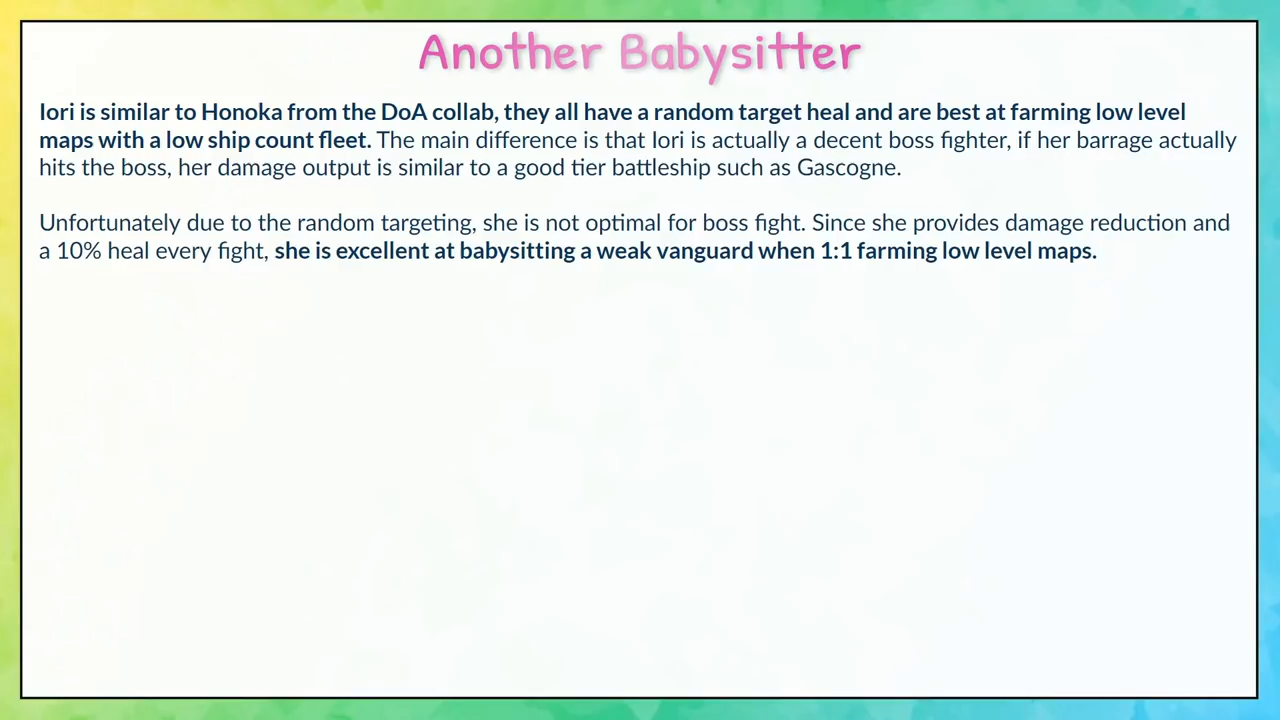 Another Babysitter
Iori is similar to Honoka from the DoA collab, they all have a random target heal and are best at farming low level
maps with a low ship count fleet. The main difference is that Iori is actually a decent boss fighter, if her barrage actually
hits the boss, her damage output is similar to a good tier battleship such as Gascogne.
Unfortunately due to the random targeting, she is not optimal for boss fight. Since she provides damage reduction and
a 10% heal every fight, she is excellent at babysitting a weak vanguard when 1:1 farming low level maps.